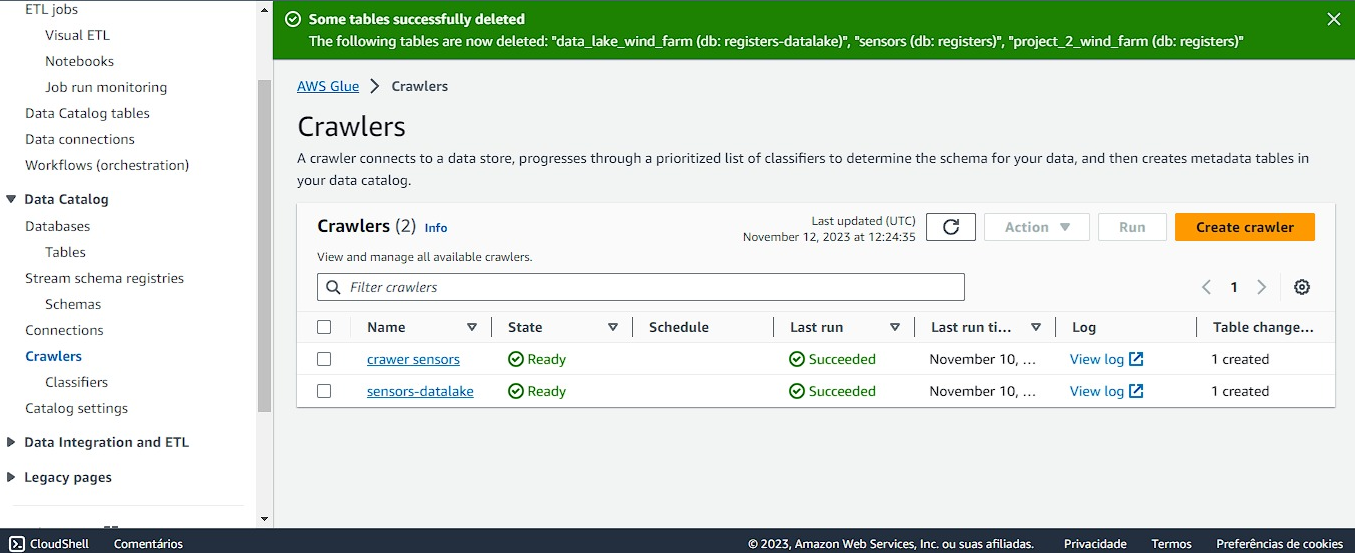 ETL jobs
Visual ETL
Notebooks
Job run monitoring
Data Catalog tables
Data connections
Workflows (orchestration)
Data Catalog
Databases
Tables
Stream schema registries
Schemas
Connections
Crawlers
Classifiers
Catalog settings
Data Integration and ETL
Legacy pages
Some tables successfully deleted
The following tables are now deleted: "data_lake_wind_farm (db: registers-datalake)", "sensors (db: registers)", "project_2_wind_farm (db: registers)"
AWS Glue > Crawlers
Crawlers
A crawler connects to a data store, progresses through a prioritized list of classifiers to determine the schema for your data, and then creates metadata tables in
your data catalog.
Crawlers (2) Info
Last updated (UTC)
November 12, 2023 at 12:24:35
Action
Run
Create crawler
View and manage all available crawlers.
Filter crawlers
1
Name State Schedule Last run Last run ti... Log Table change...
crawer sensors Ready Succeeded November 10, ... View log 1 created
sensors-datalake Ready Succeeded November 10, ... View log 1 created
CloudShell Comentários © 2023, Amazon Web Services, Inc. ou suas afiliadas. Privacidade Termos Preferências de cookies